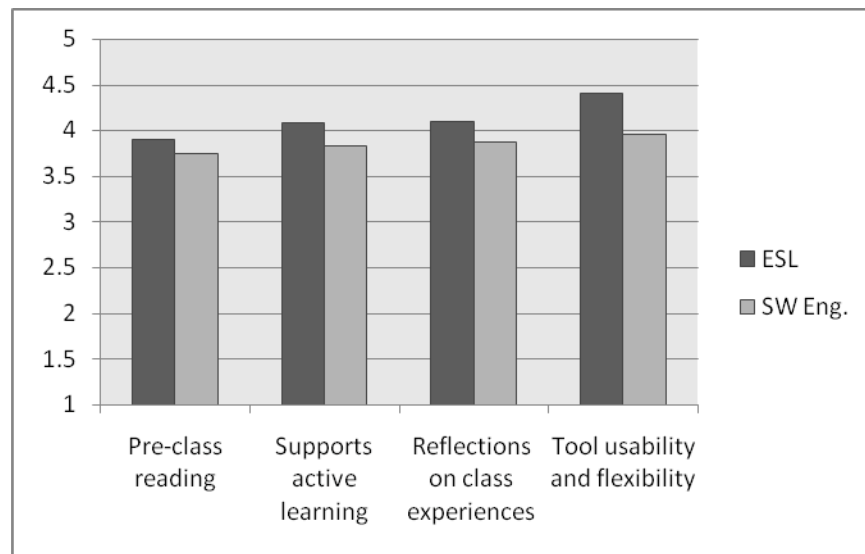 5
4.5
4
3.5
3
2.5
2
1.5
1
Pre-class
reading
Supports
active
learning
Reflections
on class
experiences
Tool usability
and flexibility
ESL
SW Eng.